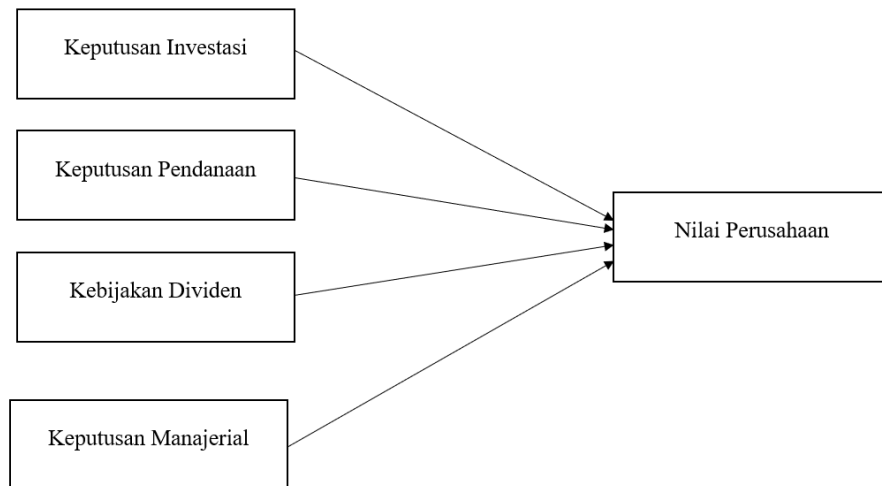 Keputusan Investasi
Keputusan Pendanaan
Nilai Perusahaan
Kebijakan Dividen
Keputusan Manajerial